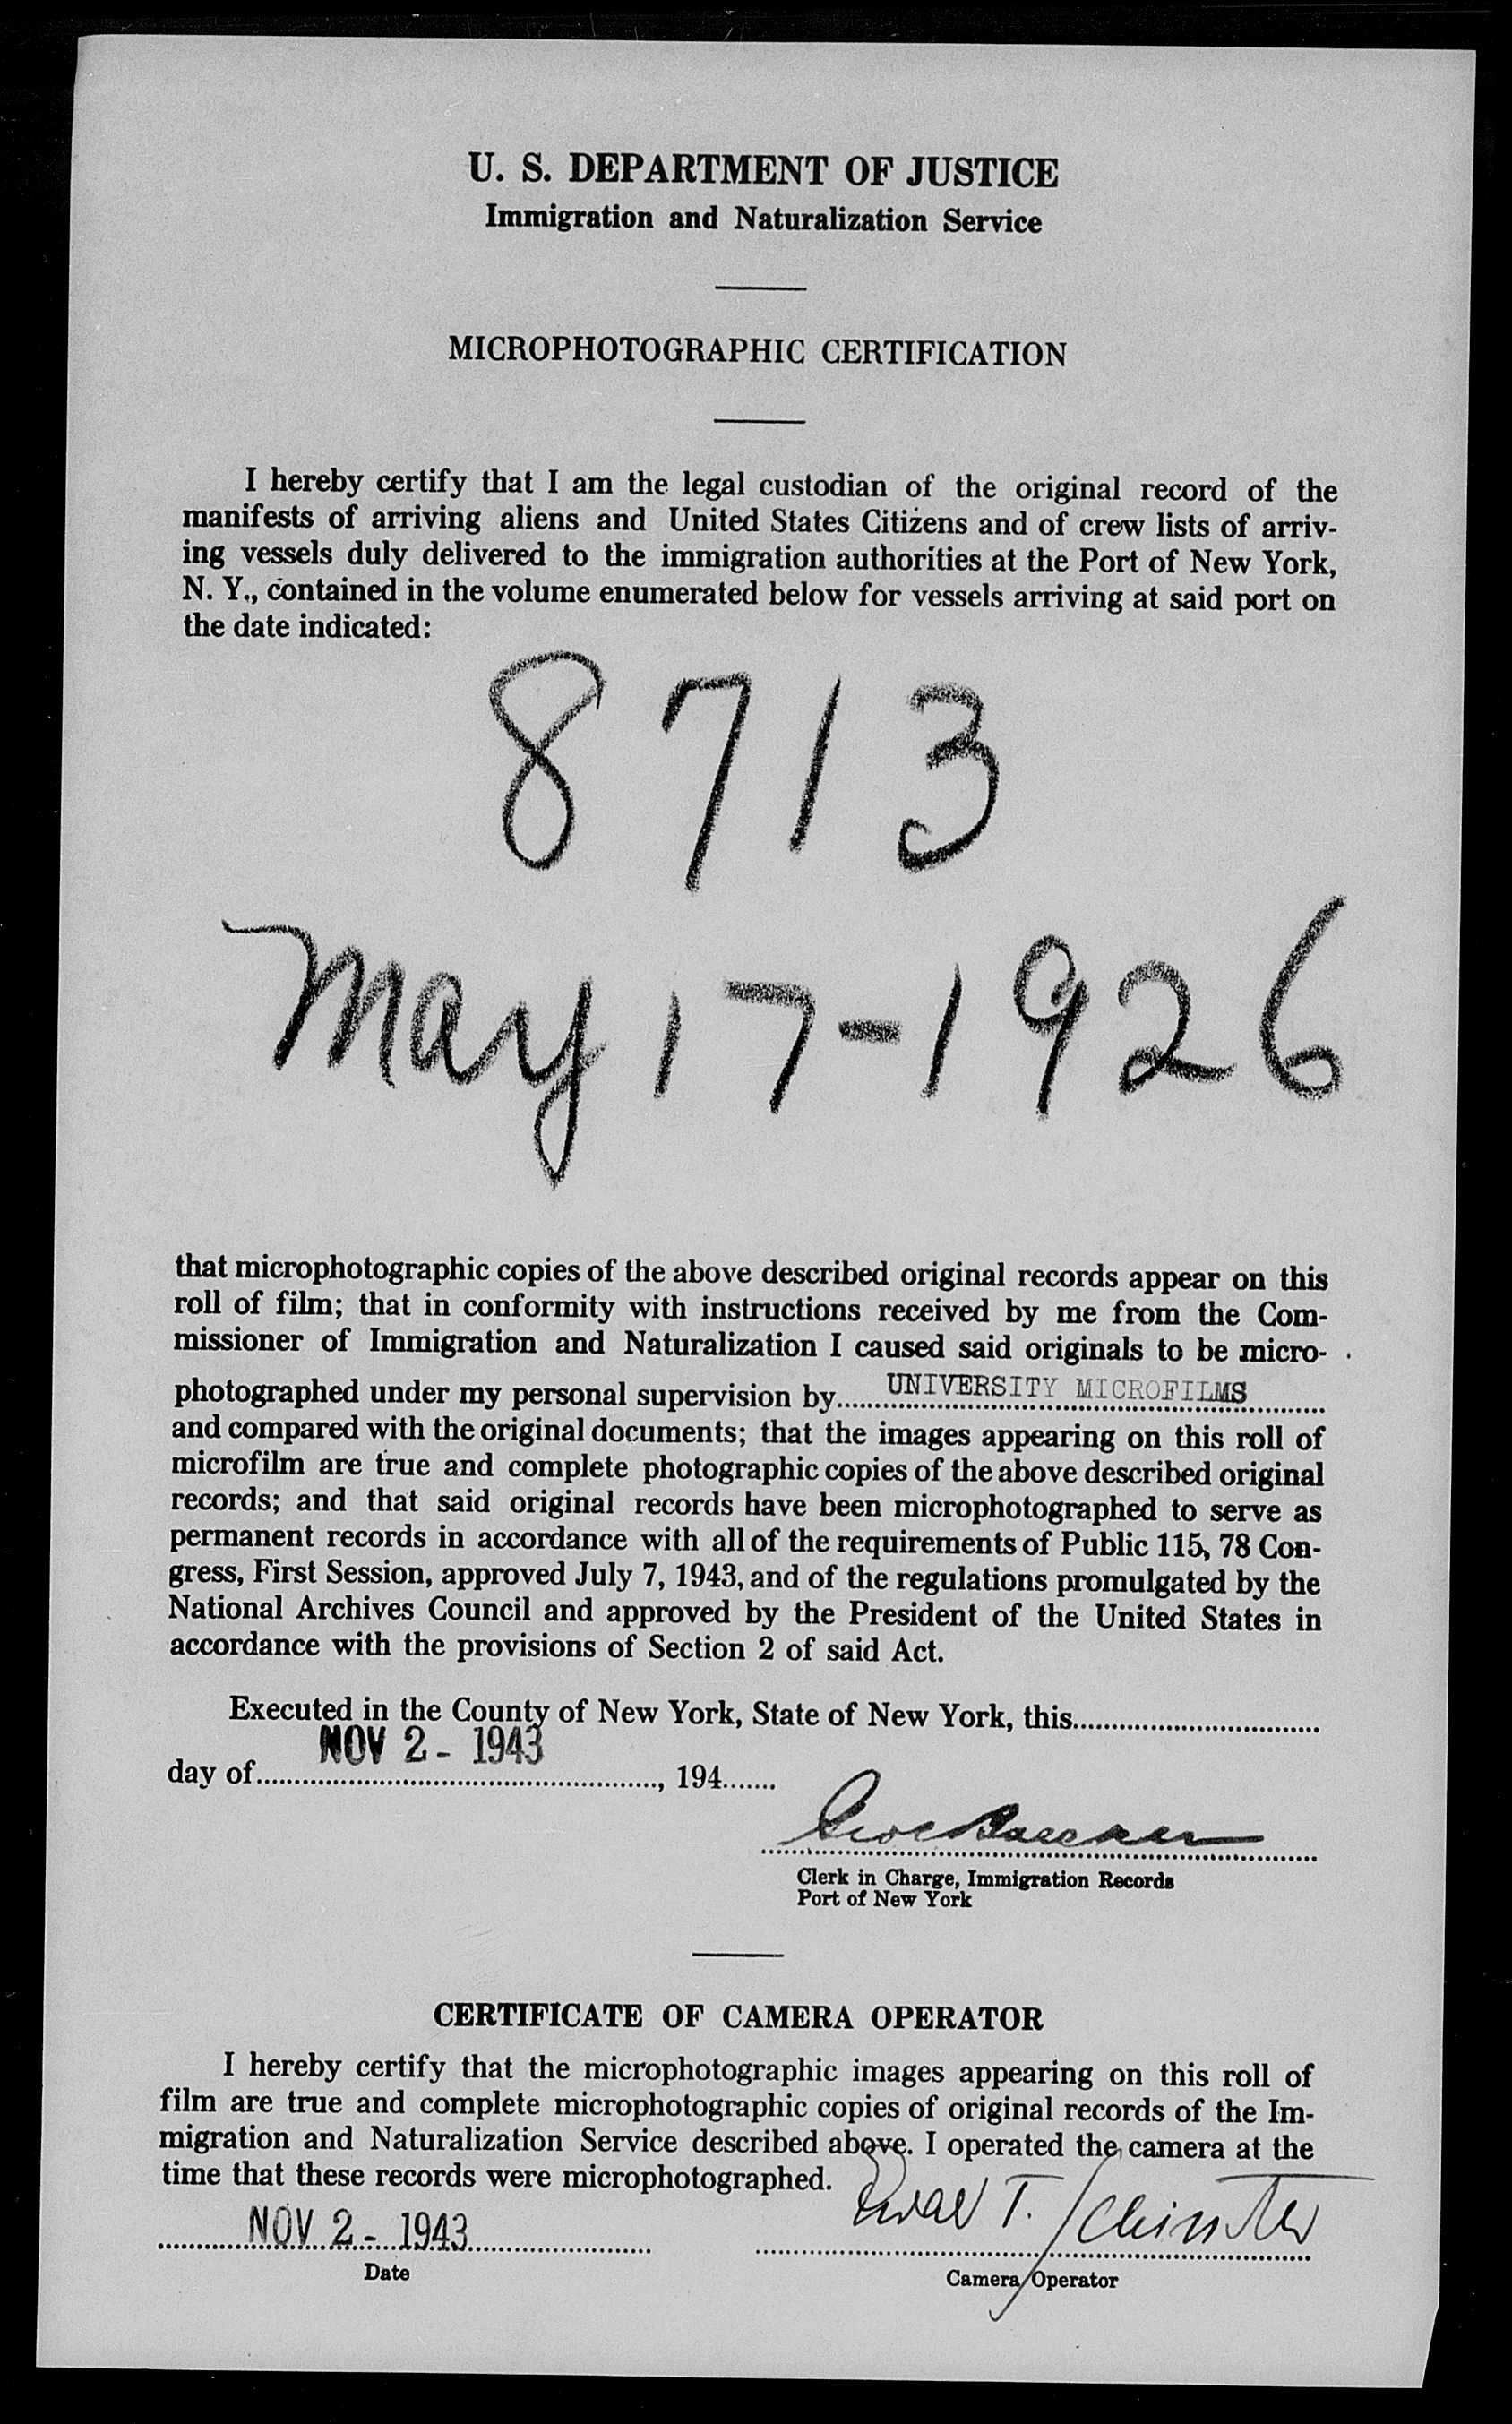 U. S. DEPARTMENT OF JUSTICE
Immigration and Naturalization Service
MICROPHOTOGRAPHIC CERTIFICATION
I hereby certify that I am the legal custodian of the original record of the
manifests of arriving aliens and United States Citizens and of crew lists of arriv-
ing vessels duly delivered to the immigration authorities at the Port of New York,
N. Y., contained in the volume enumerated below for vessels arriving at said port on
the date indicated:
8713
May 17-1926
that microphotographic copies of the above described original records appear on this
roll of film; that in conformity with instructions received by me from the Com-
missioner of Immigration and Naturalization I caused said originals to be micro-
photographed under my personal supervision by UNIVERSITY MICROFILMS
and compared with the original documents; that the images appearing on this roll of
microfilm are true and complete photographic copies of the above described original
records; and that said original records have been microphotographed to serve as
permanent records in accordance with all of the requirements of Public 115, 78 Con-
gress, First Session, approved July 7, 1943, and of the regulations promulgated by the
National Archives Council and approved by the President of the United States in
accordance with the provisions of Section 2 of said Act.
Executed in the County of New York, State of New York, this
NOV 2 - 1943
day of, 194
Clerk in Charge, Immigration Records
Port of New York
CERTIFICATE OF CAMERA OPERATOR
I hereby certify that the microphotographic images appearing on this roll of
film are true and complete microphotographic copies of original records of the Im-
migration and Naturalization Service described above. I operated the camera at the
time that these records were microphotographed.
T.
NOV 2 - 1943
Date
Camera Operator